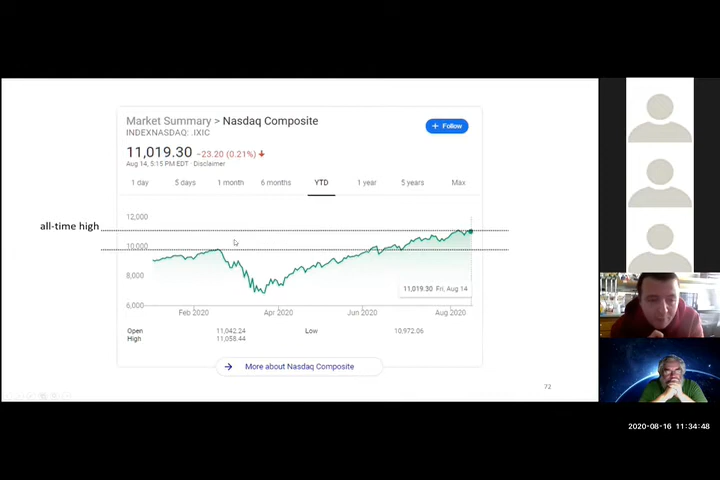 Market Summary > Nasdaq Composite
INDEXNASDAQ: .IXIC
+ Follow
11,019.30 −23.20 (0.21%)
Aug 14, 5:15 PM EDT · Disclaimer
1 day 5 days 1 month 6 months YTD 1 year 5 years Max
12,000
all-time high
10,000
8,000
11,019.30 Fri, Aug 14
6,000
Feb 2020 Apr 2020 Jun 2020 Aug 2020
Open 11,042.24 Low 10,972.06
High 11,058.44
More about Nasdaq Composite
72
2020-08-16 11:34:48